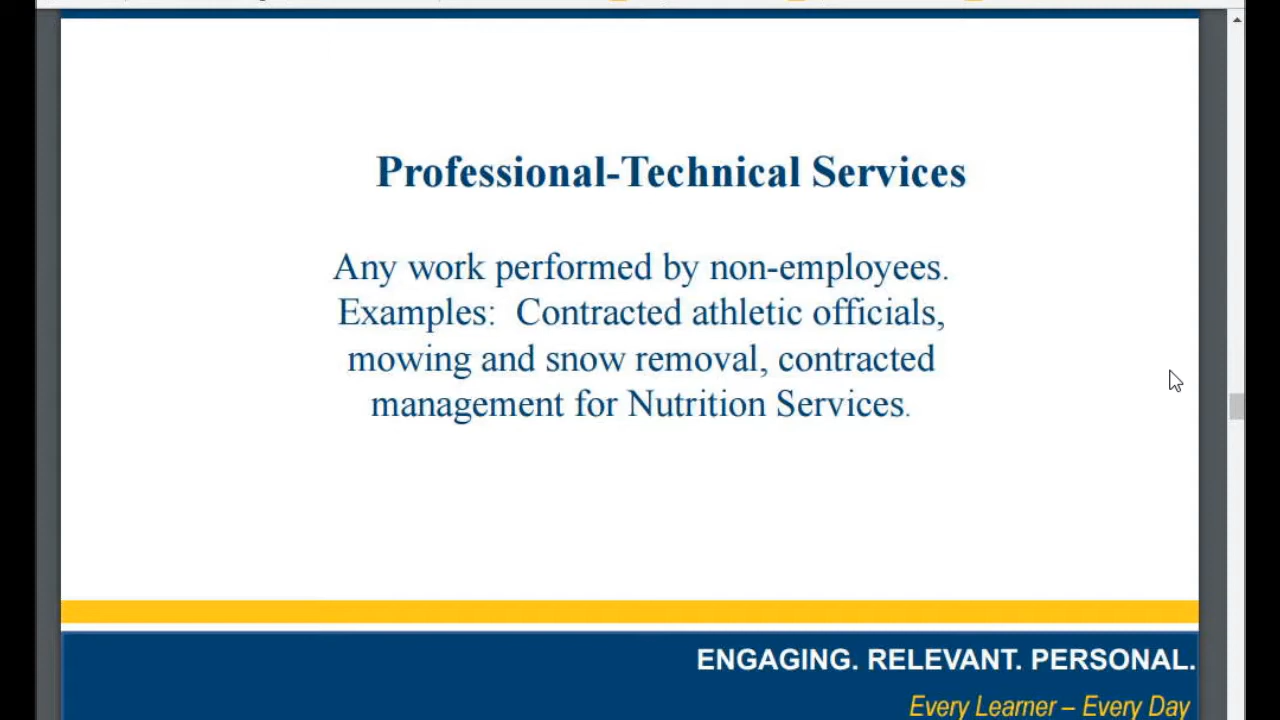 Professional-Technical Services
Any work performed by non-employees.
Examples:  Contracted athletic officials,
mowing and snow removal, contracted
management for Nutrition Services.
ENGAGING. RELEVANT. PERSONAL.
Every Learner – Every Day